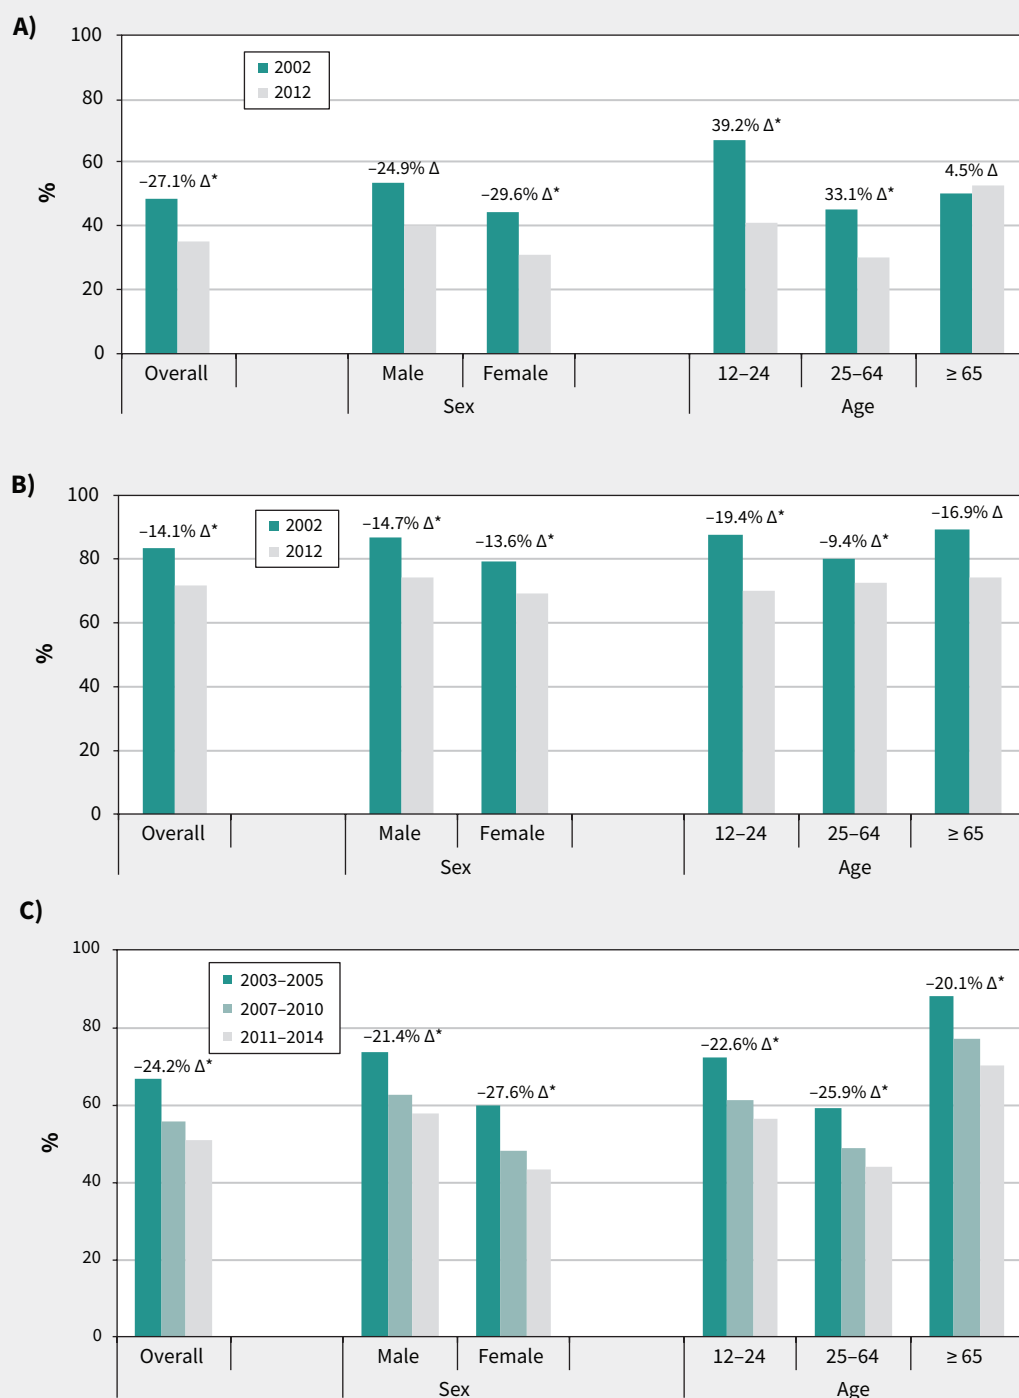 A)
100
80
60
40
20
0
%
2002
2012
–27.1% Δ*
–24.9% Δ
–29.6% Δ*
39.2% Δ*
33.1% Δ*
4.5% Δ
Overall Male Female 12–24 25–64 ≥ 65
Sex Age
B)
100
80
60
40
20
0
%
2002
2012
–14.1% Δ*
–14.7% Δ*
–13.6% Δ*
–19.4% Δ*
–9.4% Δ*
–16.9% Δ
Overall Male Female 12–24 25–64 ≥ 65
Sex Age
C)
100
80
60
40
20
0
%
2003–2005
2007–2010
2011–2014
–24.2% Δ*
–21.4% Δ*
–27.6% Δ*
–22.6% Δ*
–25.9% Δ*
–20.1% Δ*
Overall Male Female 12–24 25–64 ≥ 65
Sex Age